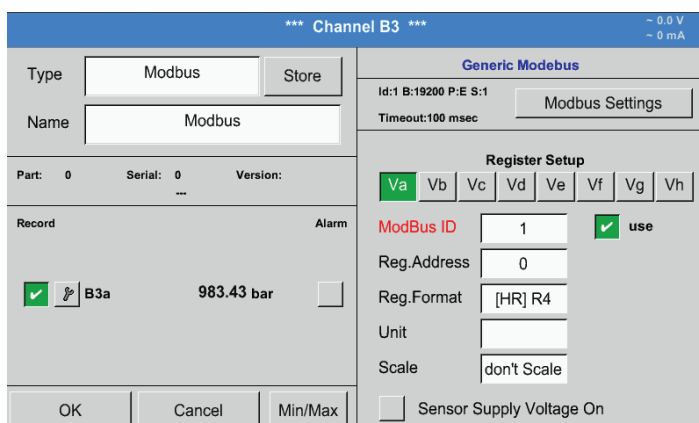 *** Channel B3 ***
~ 0.0 V
~ 0 mA
Type
Modbus
Store
Name
Modbus
Part: 0 Serial: 0 Version:
---
Record
Alarm
B3a
983.43 bar
OK
Cancel
Min/Max
Generic Modebus
Id:1 B:19200 P:E S:1
Timeout:100 msec
Modbus Settings
Register Setup
Va Vb Vc Vd Ve Vf Vg Vh
ModBus ID
1
use
Reg.Address
0
Reg.Format
[HR] R4
Unit
Scale
don't Scale
Sensor Supply Voltage On